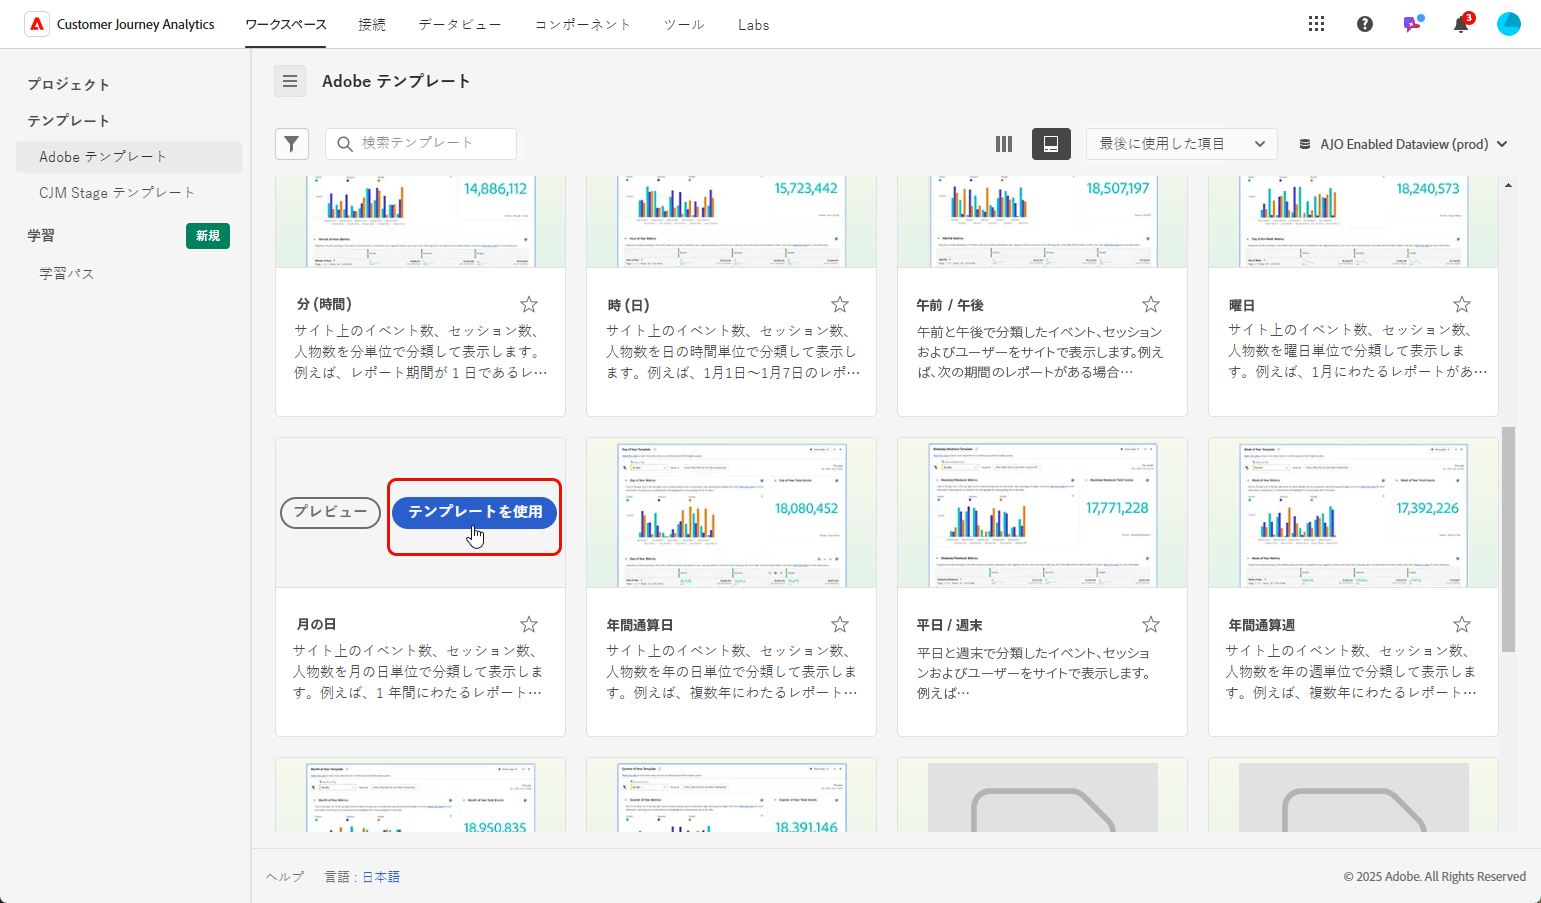 Customer Journey Analytics
ワークスペース
接続
データビュー
コンポーネント
ツール
Labs
3
プロジェクト
テンプレート
Adobe テンプレート
CJM Stage テンプレート
学習
新規
学習パス
Adobe テンプレート
検索テンプレート
最後に使用した項目
AJO Enabled Dataview (prod)
14,886,112
15,723,442
18,507,197
18,240,573
分 (時間)
サイト上のイベント数、セッション数、
人物数を分単位で分類して表示します。
例えば、レポート期間が 1 日であるレ…
時 (日)
サイト上のイベント数、セッション数、
人物数を日の時間単位で分類して表示し
ます。例えば、1月1日～1月7日のレポ…
午前 / 午後
午前と午後で分類したイベント、セッション
およびユーザーをサイトで表示します。例え
ば、次の期間のレポートがある場合…
曜日
サイト上のイベント数、セッション数、
人物数を曜日単位で分類して表示しま
す。例えば、1月にわたるレポートがあ…
プレビュー
テンプレートを使用
18,080,452
17,771,228
17,392,226
月の日
サイト上のイベント数、セッション数、
人物数を月の日単位で分類して表示しま
す。例えば、1 年間にわたるレポート…
年間通算日
サイト上のイベント数、セッション数、
人物数を年の日単位で分類して表示しま
す。例えば、複数年にわたるレポート…
平日 / 週末
平日と週末で分類したイベント、セッショ
ンおよびユーザーをサイトで表示します。
例えば…
年間通算週
サイト上のイベント数、セッション数、
人物数を年の週単位で分類して表示しま
す。例えば、複数年にわたるレポート…
18,950,835
18,391,146
ヘルプ
言語 : 日本語
© 2025 Adobe. All Rights Reserved